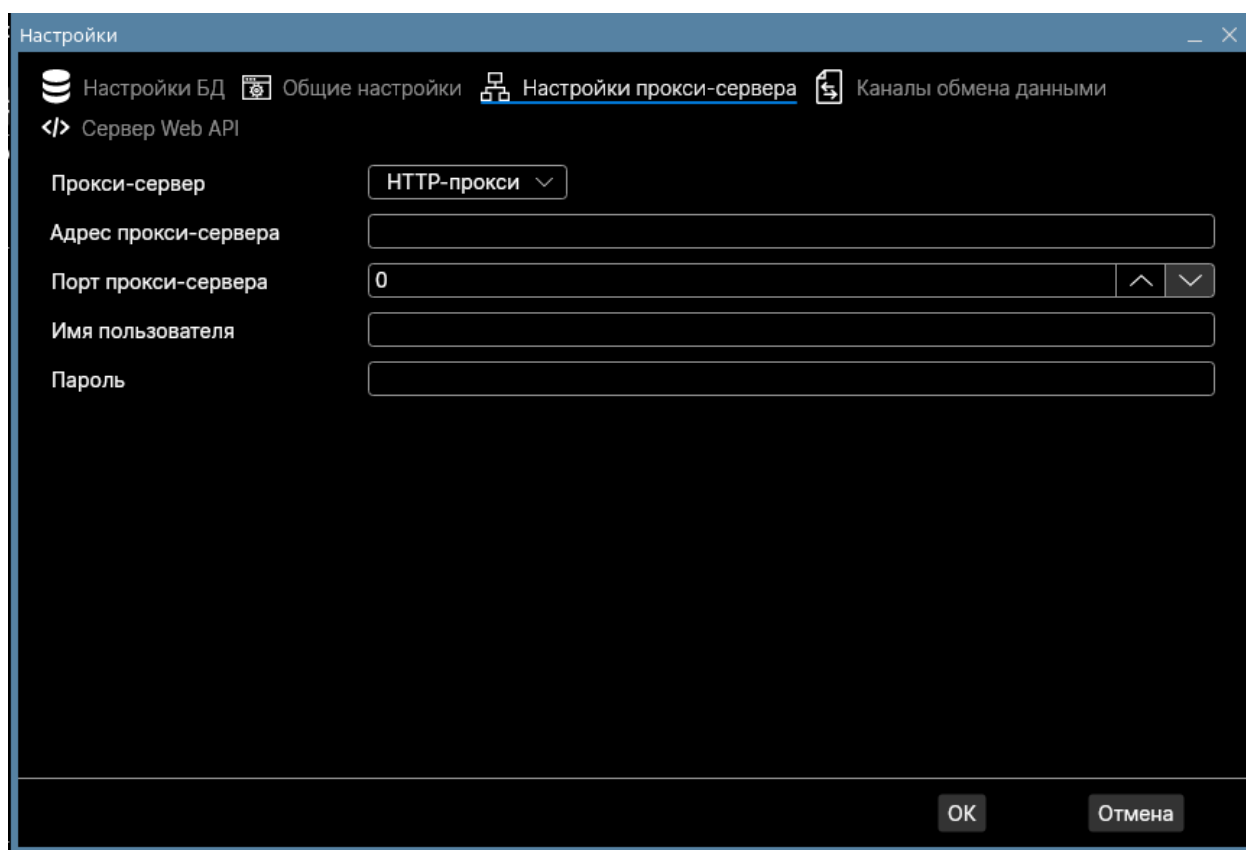 Настройки
Настройки БД Общие настройки Настройки прокси-сервера Каналы обмена данными
Сервер Web API
Прокси-сервер HTTP-прокси
Адрес прокси-сервера
Порт прокси-сервера 0
Имя пользователя
Пароль
OK Отмена